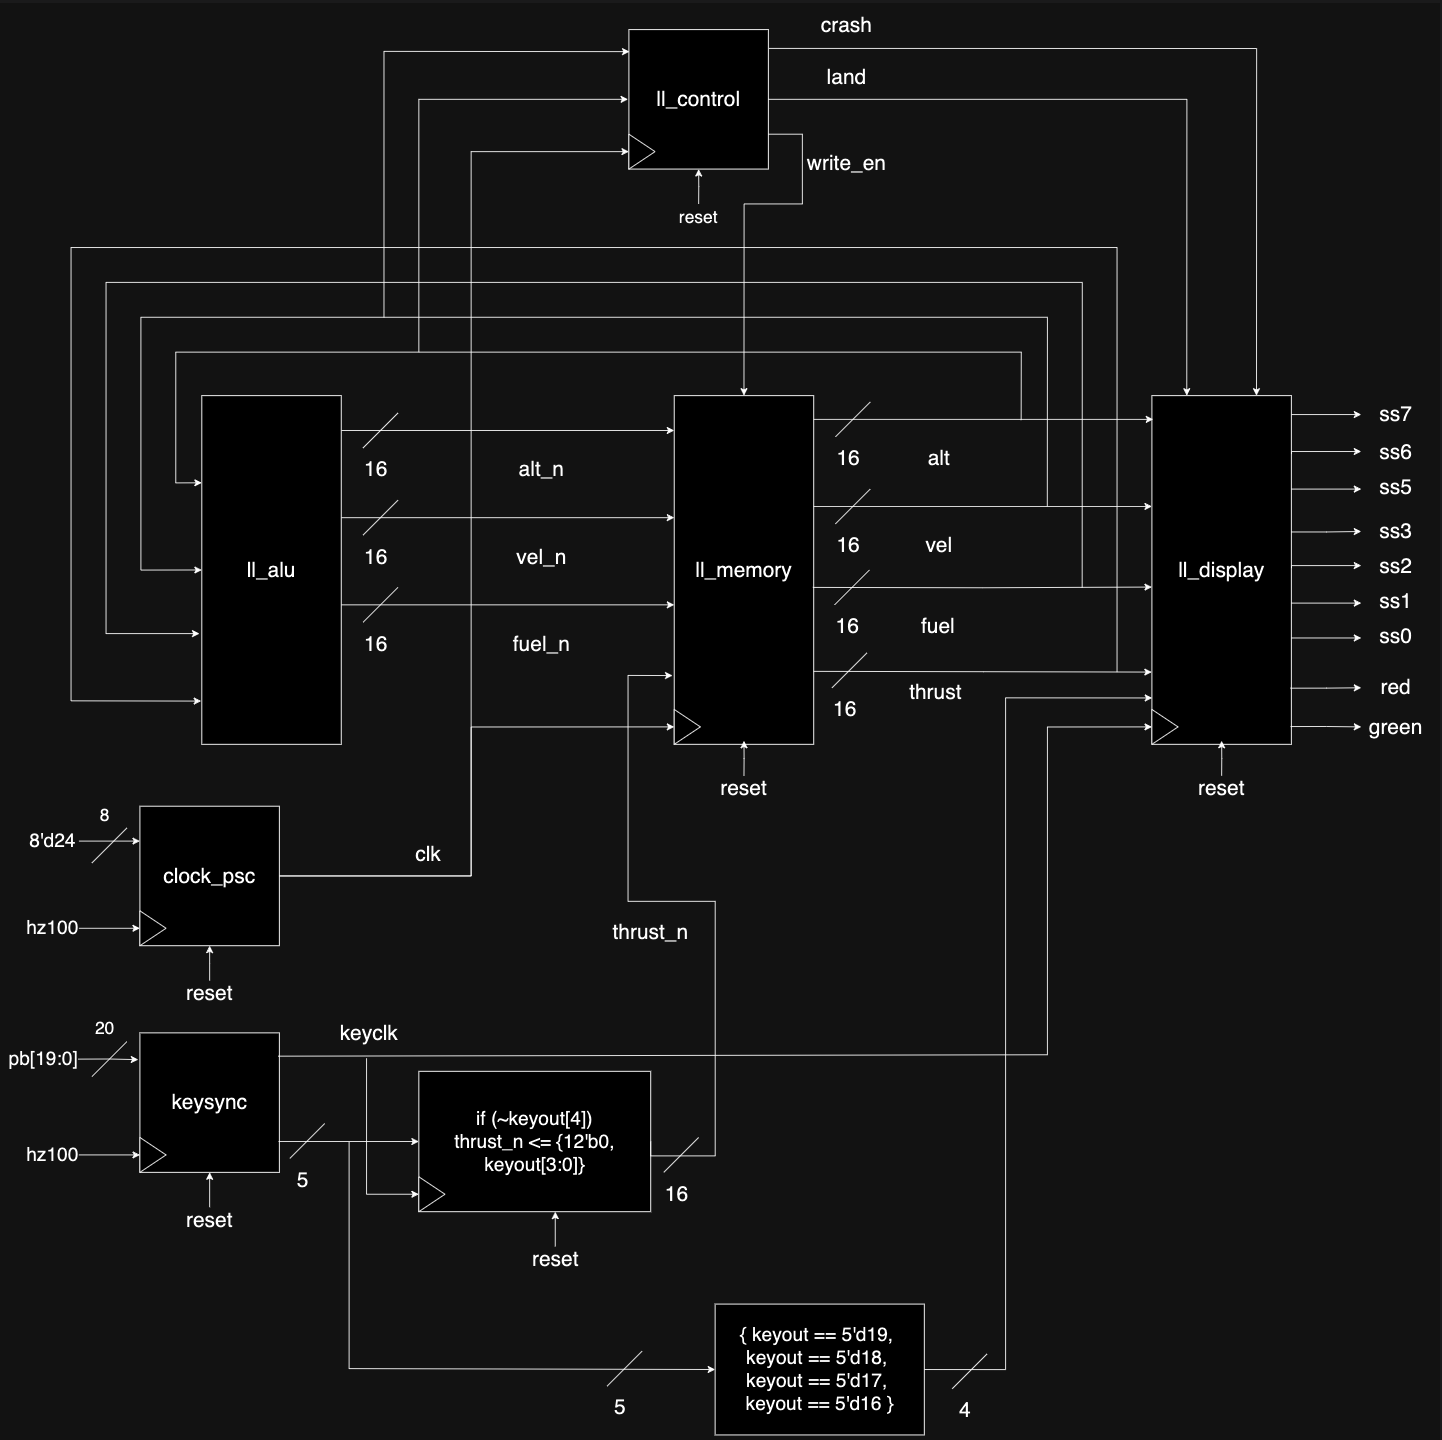 crash
land
ll_control
write_en
reset
ss7
ss6
ss5
ss3
ss2
ss1
ss0
red
green
16
alt_n
16
alt
16
vel_n
16
vel
ll_alu
ll_memory
ll_display
16
fuel_n
16
fuel
16
thrust
reset
reset
8
8'd24
clock_psc
clk
hz100
thrust_n
reset
20
keyclk
pb[19:0]
keysync
hz100
5
reset
if (~keyout[4])
thrust_n <= {12'b0,
keyout[3:0]}
16
reset
{ keyout == 5'd19,
keyout == 5'd18,
keyout == 5'd17,
keyout == 5'd16 }
5
4